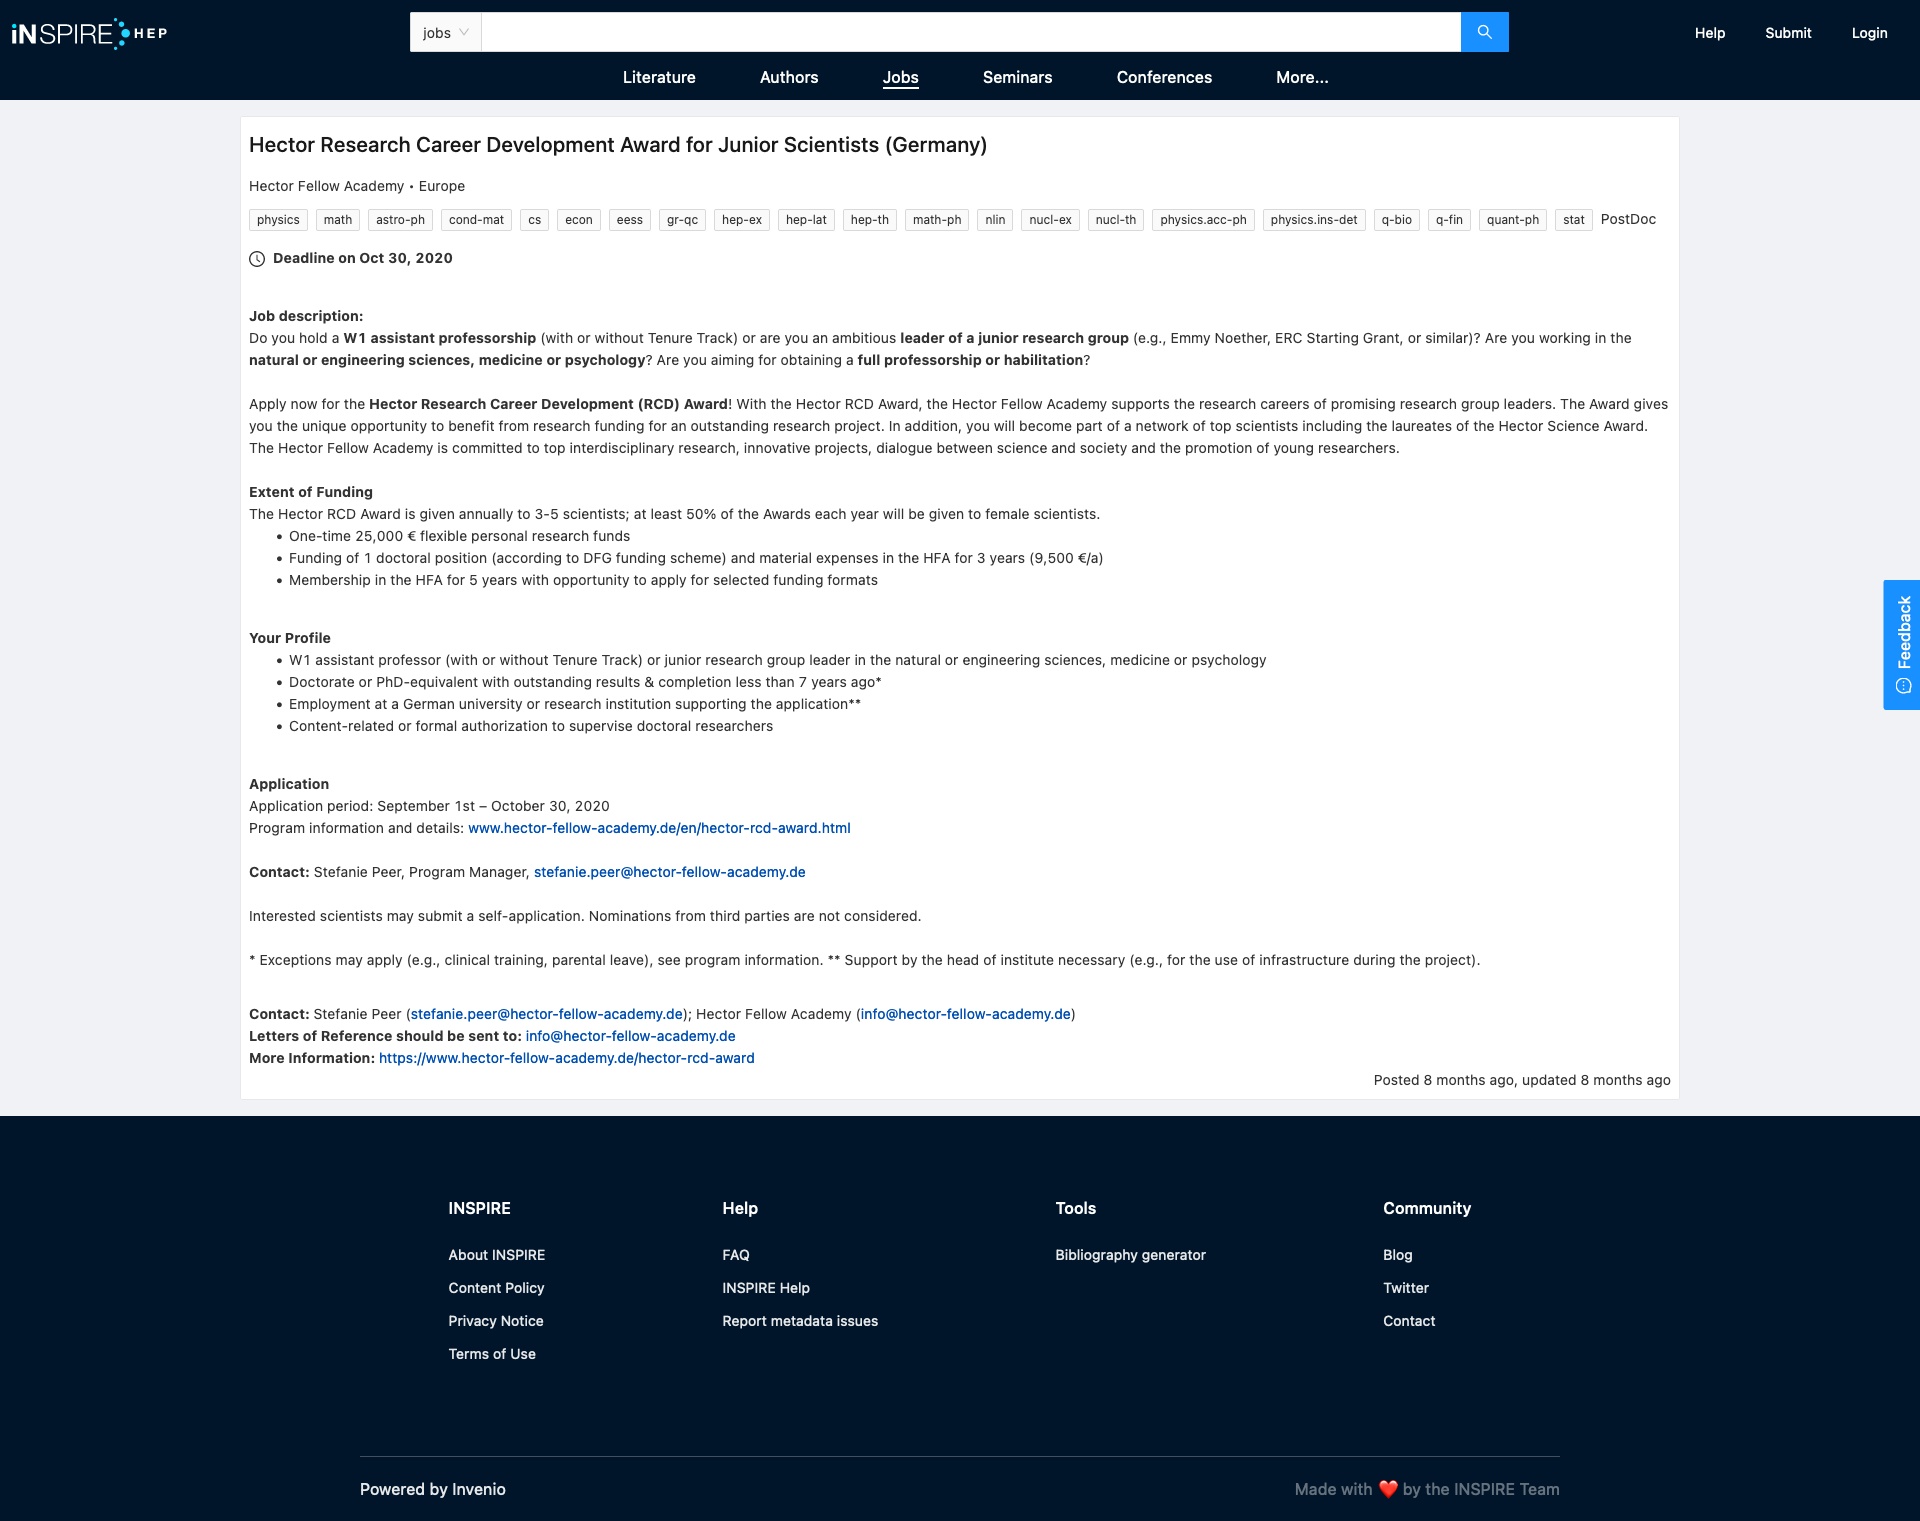 iNSPIRE HEP
jobs
Help
Submit
Login
Literature
Authors
Jobs
Seminars
Conferences
More...
Hector Research Career Development Award for Junior Scientists (Germany)
Hector Fellow Academy • Europe
physics math astro-ph cond-mat cs econ eess gr-qc hep-ex hep-lat hep-th math-ph nlin nucl-ex nucl-th physics.acc-ph physics.ins-det q-bio q-fin quant-ph stat PostDoc
Deadline on Oct 30, 2020
Job description:
Do you hold a W1 assistant professorship (with or without Tenure Track) or are you an ambitious leader of a junior research group (e.g., Emmy Noether, ERC Starting Grant, or similar)? Are you working in the
natural or engineering sciences, medicine or psychology? Are you aiming for obtaining a full professorship or habilitation?
Apply now for the Hector Research Career Development (RCD) Award! With the Hector RCD Award, the Hector Fellow Academy supports the research careers of promising research group leaders. The Award gives
you the unique opportunity to benefit from research funding for an outstanding research project. In addition, you will become part of a network of top scientists including the laureates of the Hector Science Award.
The Hector Fellow Academy is committed to top interdisciplinary research, innovative projects, dialogue between science and society and the promotion of young researchers.
Extent of Funding
The Hector RCD Award is given annually to 3-5 scientists; at least 50% of the Awards each year will be given to female scientists.
• One-time 25,000 € flexible personal research funds
• Funding of 1 doctoral position (according to DFG funding scheme) and material expenses in the HFA for 3 years (9,500 €/a)
• Membership in the HFA for 5 years with opportunity to apply for selected funding formats
Your Profile
• W1 assistant professor (with or without Tenure Track) or junior research group leader in the natural or engineering sciences, medicine or psychology
• Doctorate or PhD-equivalent with outstanding results & completion less than 7 years ago*
• Employment at a German university or research institution supporting the application**
• Content-related or formal authorization to supervise doctoral researchers
Application
Application period: September 1st – October 30, 2020
Program information and details: www.hector-fellow-academy.de/en/hector-rcd-award.html
Contact: Stefanie Peer, Program Manager, stefanie.peer@hector-fellow-academy.de
Interested scientists may submit a self-application. Nominations from third parties are not considered.
* Exceptions may apply (e.g., clinical training, parental leave), see program information. ** Support by the head of institute necessary (e.g., for the use of infrastructure during the project).
Contact: Stefanie Peer (stefanie.peer@hector-fellow-academy.de); Hector Fellow Academy (info@hector-fellow-academy.de)
Letters of Reference should be sent to: info@hector-fellow-academy.de
More Information: https://www.hector-fellow-academy.de/hector-rcd-award
Posted 8 months ago, updated 8 months ago
Feedback
INSPIRE
About INSPIRE
Content Policy
Privacy Notice
Terms of Use
Help
FAQ
INSPIRE Help
Report metadata issues
Tools
Bibliography generator
Community
Blog
Twitter
Contact
Powered by Invenio
Made with ❤️ by the INSPIRE Team